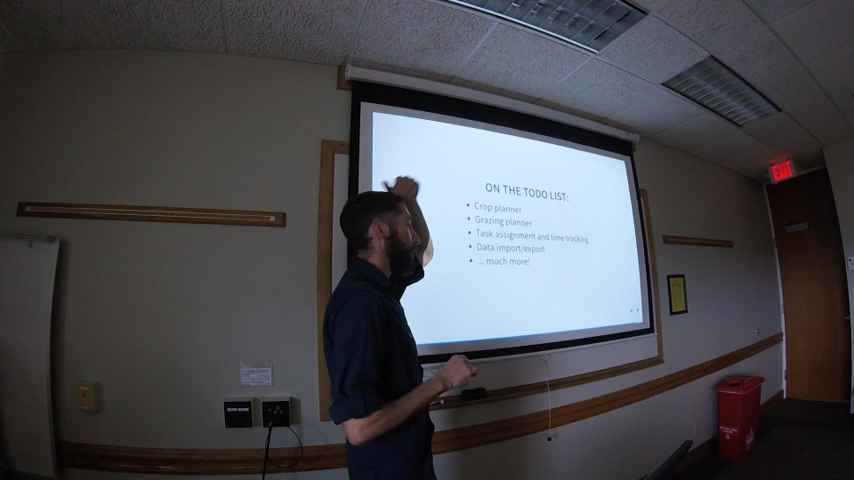 ON THE TODO LIST:
• Crop planner
• Grazing planner
• Task assignment and time tracking
• Data import/export
• ... much more!
EXIT